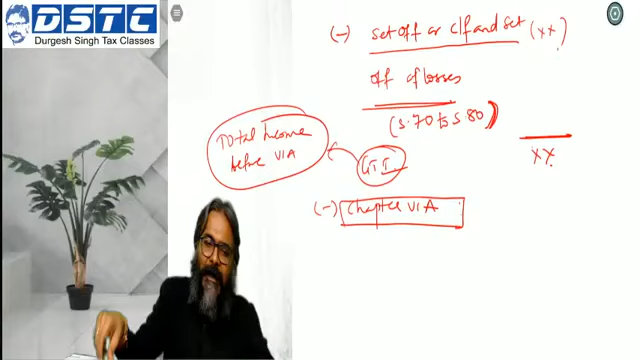 DSTC
Durgesh Singh Tax Classes
(-) Set off or c/f and set (xx)
off of losses
(S.70 to S.80)
xx
Total Income
before VIA
GTI
(-) Chapter VIA